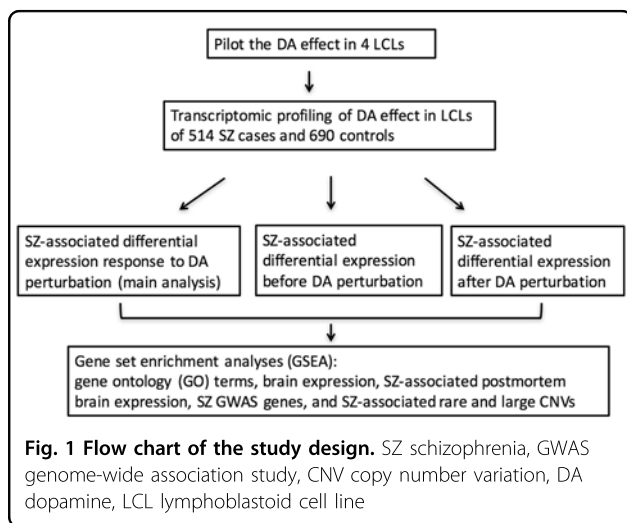 Pilot the DA effect in 4 LCLs
Transcriptomic profiling of DA effect in LCLs
of 514 SZ cases and 690 controls
SZ-associated differential
expression response to DA
perturbation (main analysis)
SZ-associated
differential expression
before DA perturbation
SZ-associated
differential expression
after DA perturbation
Gene set enrichment analyses (GSEA):
gene ontology (GO) terms, brain expression, SZ-associated postmortem
brain expression, SZ GWAS genes, and SZ-associated rare and large CNVs
Fig. 1 Flow chart of the study design. SZ schizophrenia, GWAS
genome-wide association study, CNV copy number variation, DA
dopamine, LCL lymphoblastoid cell line